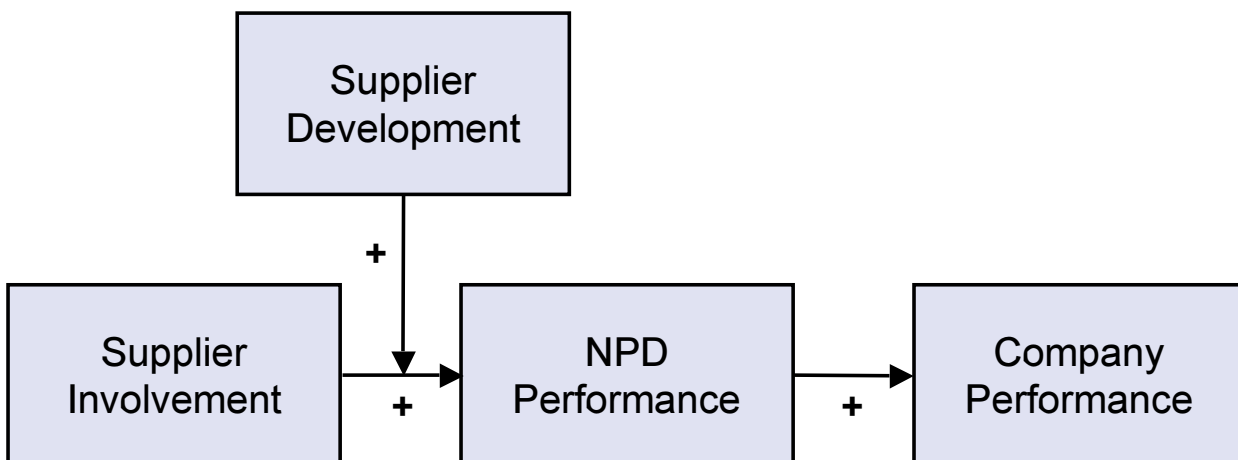 Supplier
Development
+
Supplier
Involvement
+
NPD
Performance
+
Company
Performance